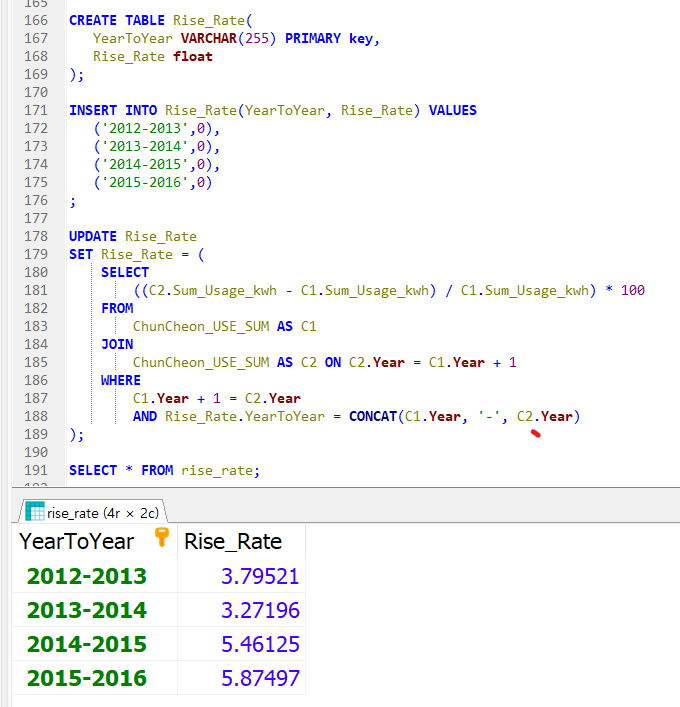 165
166 CREATE TABLE Rise_Rate(
167 YearToYear VARCHAR(255) PRIMARY key,
168 Rise_Rate float
169 );
170
171 INSERT INTO Rise_Rate(YearToYear, Rise_Rate) VALUES
172 ('2012-2013',0),
173 ('2013-2014',0),
174 ('2014-2015',0),
175 ('2015-2016',0)
176 ;
177
178 UPDATE Rise_Rate
179 SET Rise_Rate = (
180 SELECT
181 ((C2.Sum_Usage_kwh - C1.Sum_Usage_kwh) / C1.Sum_Usage_kwh) * 100
182 FROM
183 ChunCheon_USE_SUM AS C1
184 JOIN
185 ChunCheon_USE_SUM AS C2 ON C2.Year = C1.Year + 1
186 WHERE
187 C1.Year + 1 = C2.Year
188 AND Rise_Rate.YearToYear = CONCAT(C1.Year, '-', C2.Year)
189 );
190
191 SELECT * FROM rise_rate;
rise_rate (4r × 2c)
YearToYear Rise_Rate
2012-2013 3.79521
2013-2014 3.27196
2014-2015 5.46125
2015-2016 5.87497